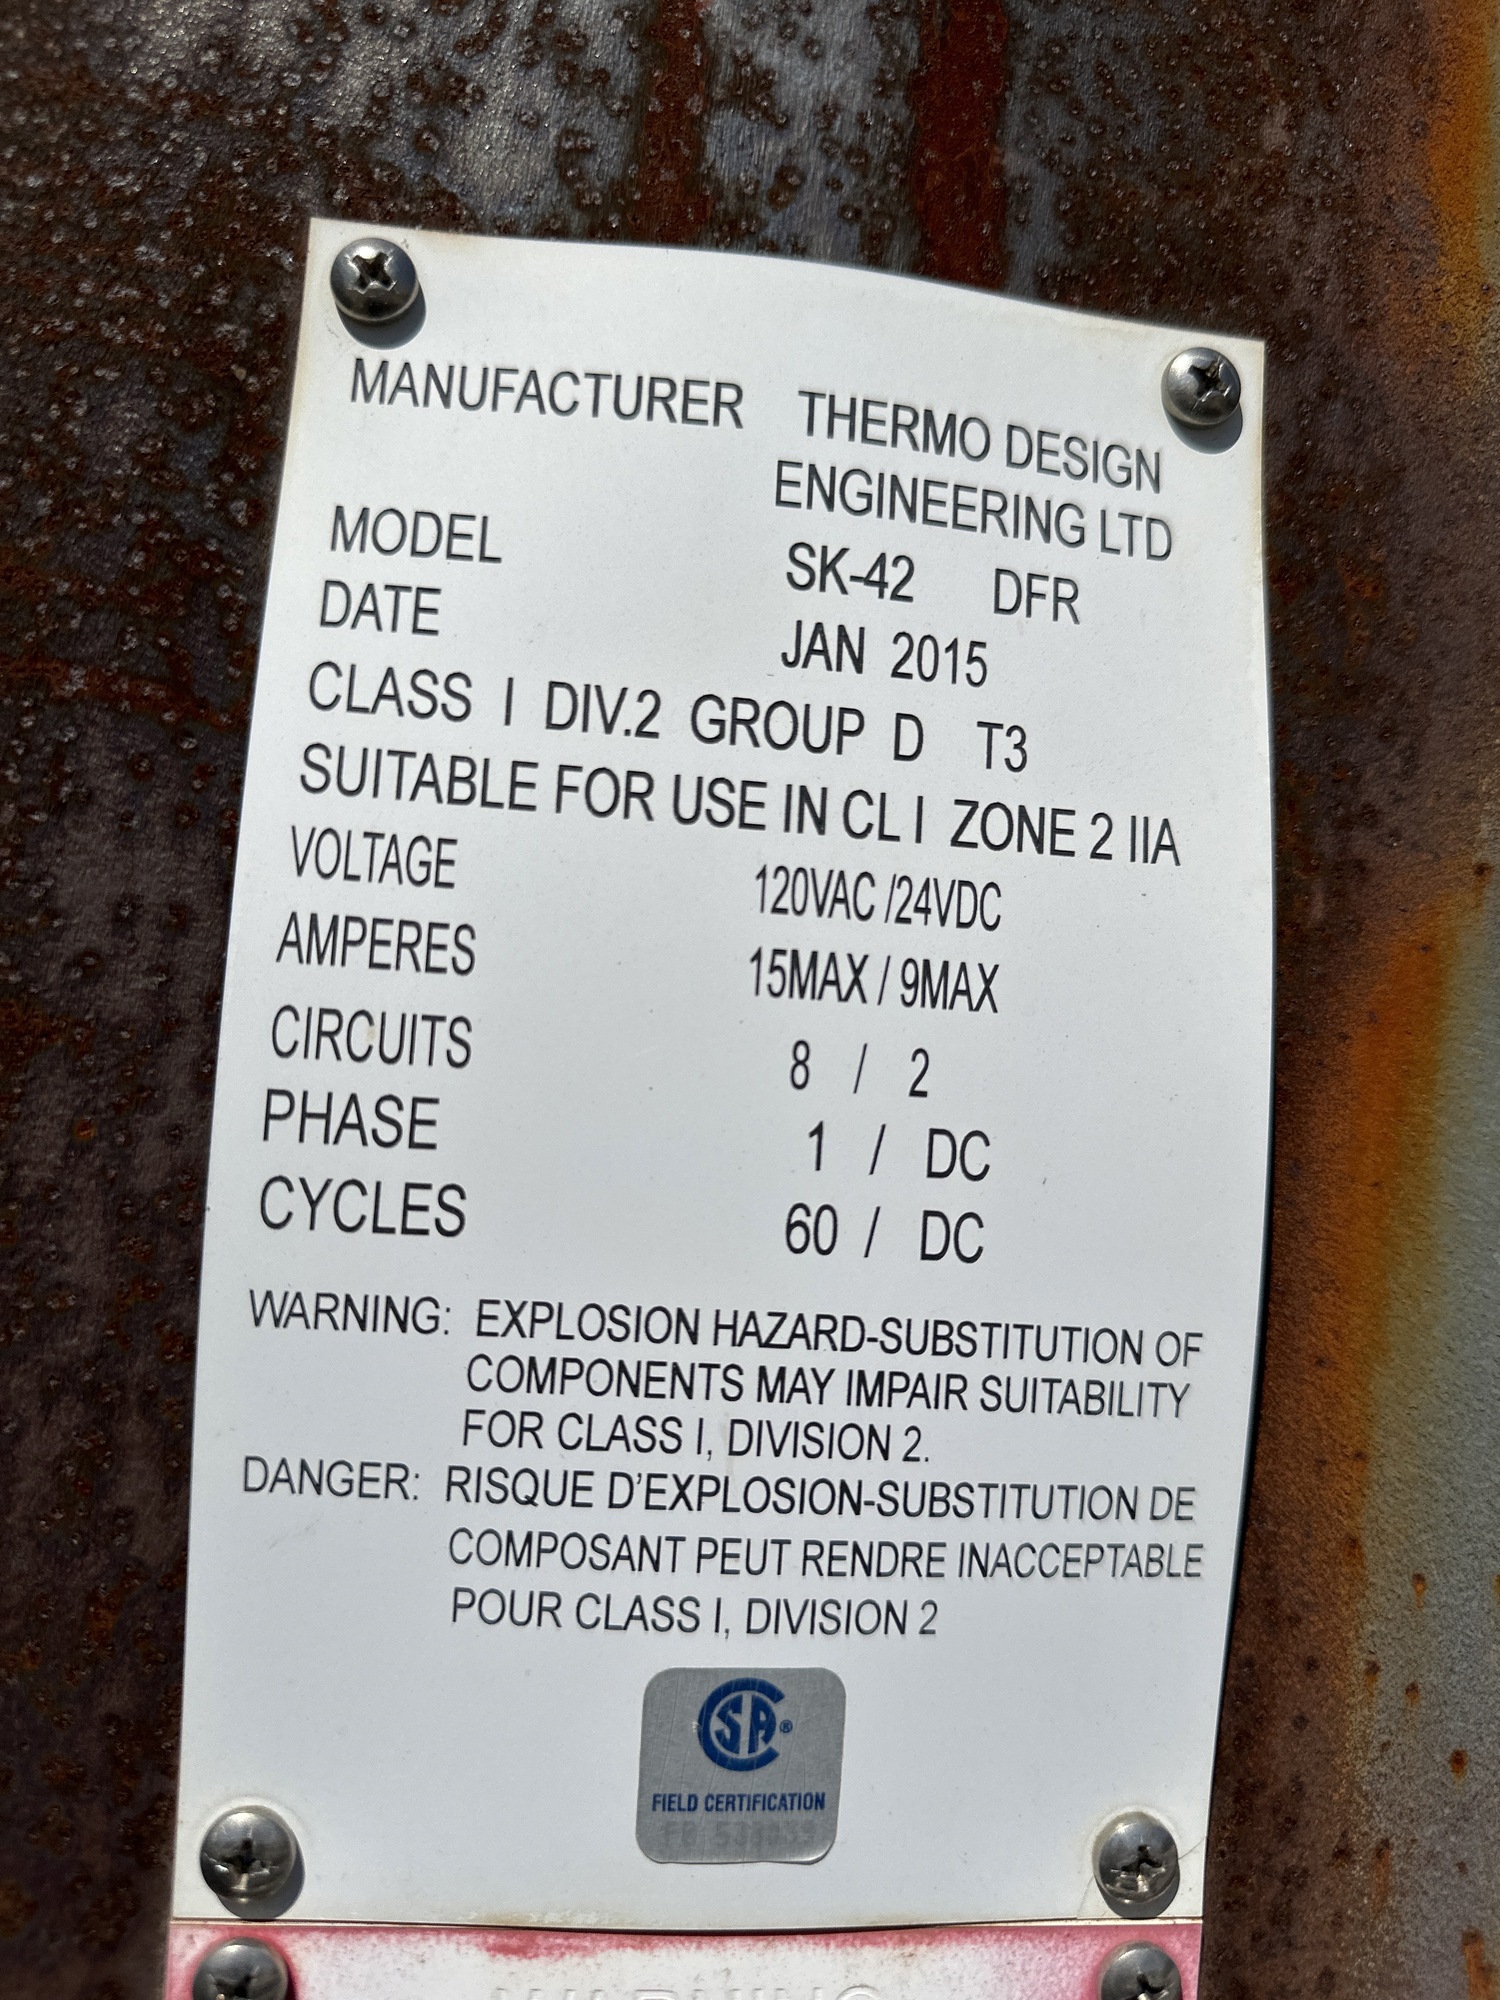 MANUFACTURER THERMO DESIGN
ENGINEERING LTD
MODEL SK-42 DFR
DATE JAN 2015
CLASS I DIV.2 GROUP D T3
SUITABLE FOR USE IN CL I ZONE 2 IIA
VOLTAGE 120VAC /24VDC
AMPERES 15MAX / 9MAX
CIRCUITS 8 / 2
PHASE 1 / DC
CYCLES 60 / DC
WARNING: EXPLOSION HAZARD-SUBSTITUTION OF
COMPONENTS MAY IMPAIR SUITABILITY
FOR CLASS I, DIVISION 2.
DANGER: RISQUE D'EXPLOSION-SUBSTITUTION DE
COMPOSANT PEUT RENDRE INACCEPTABLE
POUR CLASS I, DIVISION 2
CSA®
FIELD CERTIFICATION